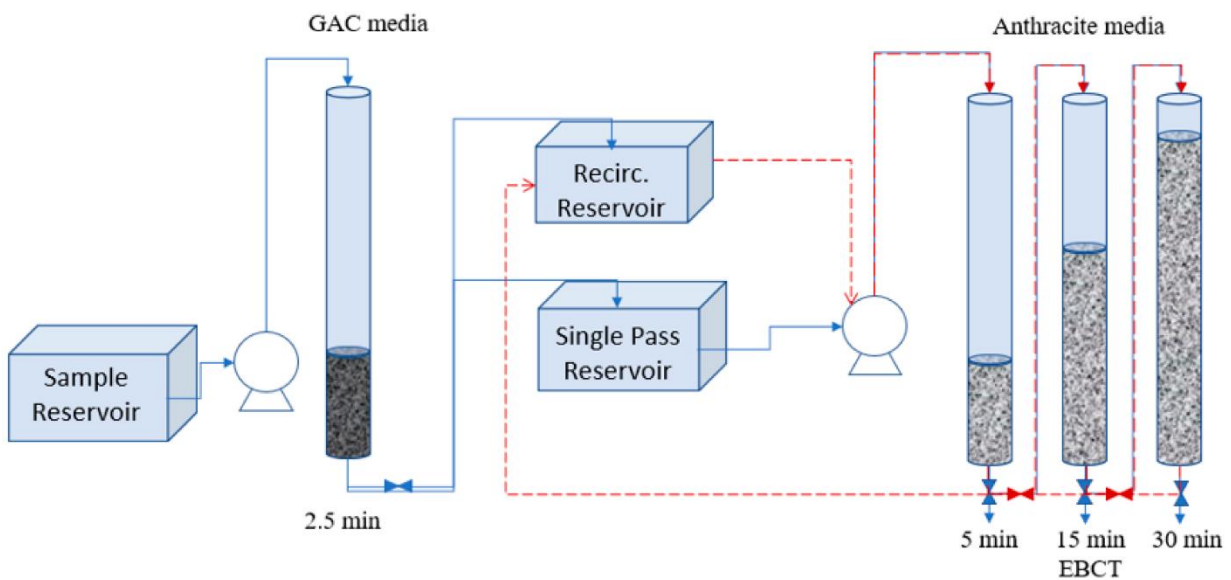 GAC media
Anthracite media
Recirc.
Reservoir
Single Pass
Reservoir
Sample
Reservoir
2.5 min
5 min
15 min
30 min
EBCT